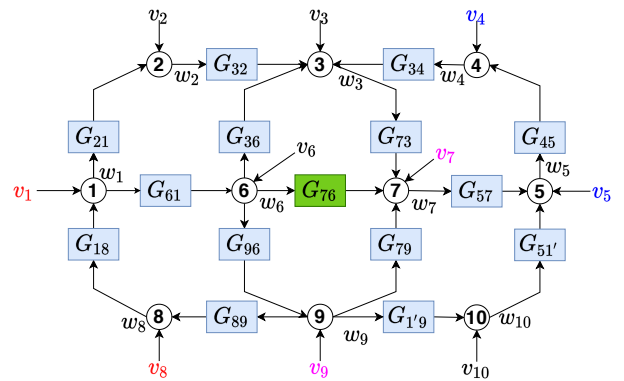 v₂ v₃ v₄
2 w₂ G₃₂ 3 w₃ G₃₄ w₄ 4
G₂₁ G₃₆ v₆ G₇₃ v₇ G₄₅
v₁ 1 w₁ G₆₁ 6 w₆ G₇₆ 7 w₇ G₅₇ 5 w₅ v₅
G₁₈ G₉₆ G₇₉ G₅₁′
w₈ 8 G₈₉ 9 w₉ G₁′₉ 10 w₁₀
v₈ v₉ v₁₀